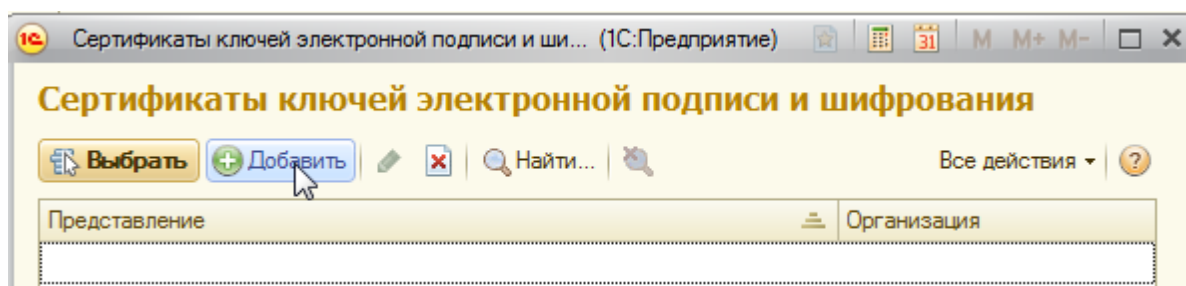 1С Сертификаты ключей электронной подписи и ши... (1С:Предприятие) 31 M M+ M-
Сертификаты ключей электронной подписи и шифрования
Выбрать Добавить Найти... Все действия ?
Представление Организация